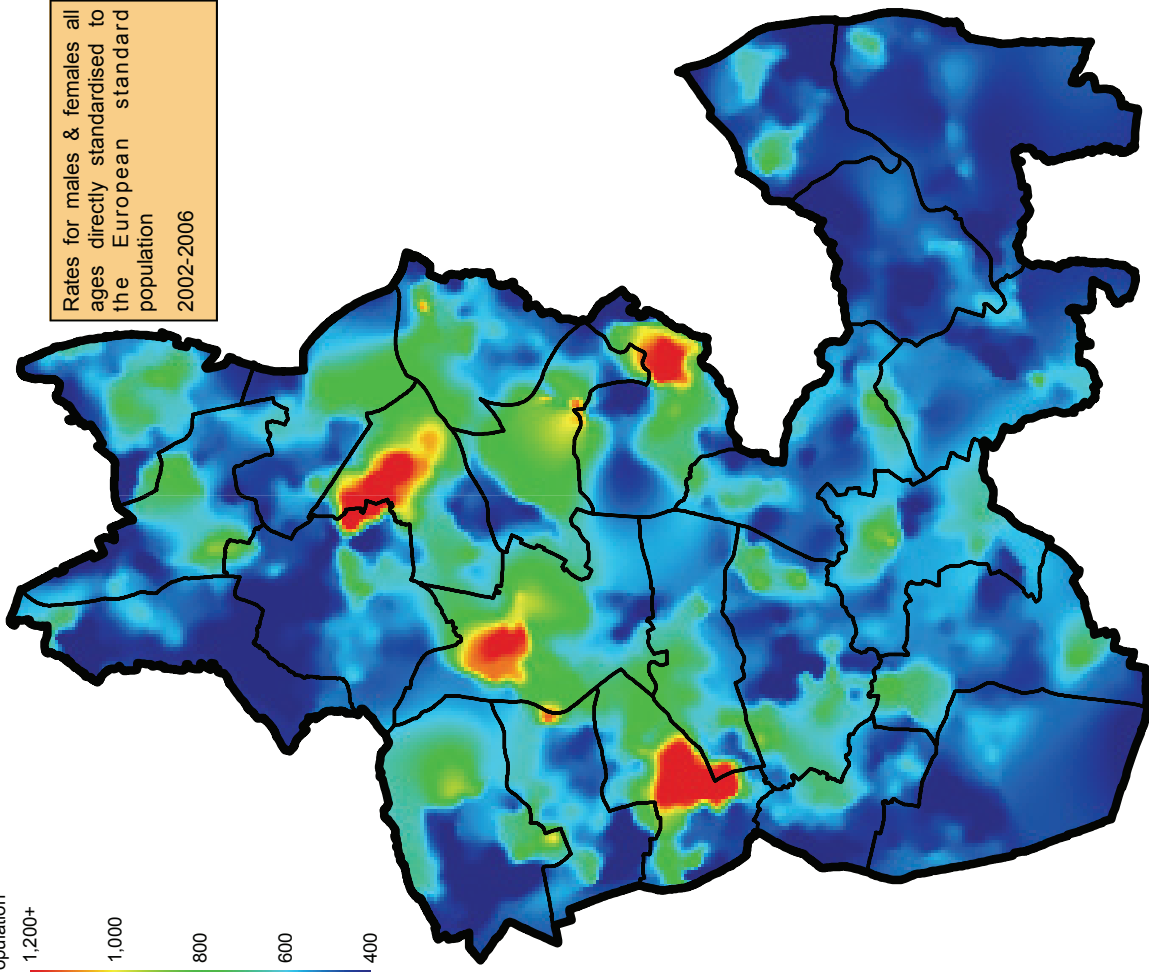 Rates for males & females all
ages directly standardised to
the European standard
population
2002-2006
1,200+
1,000
800
600
400